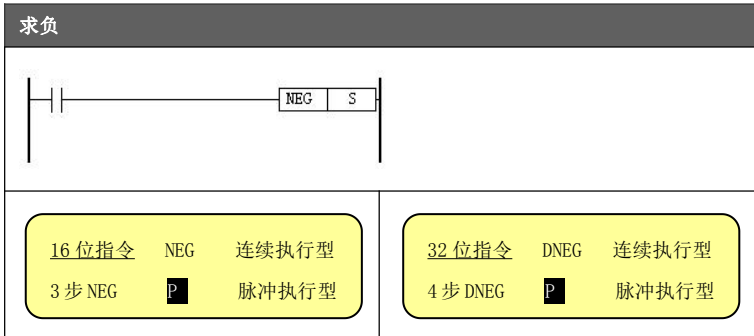 求负
NEG S
16 位指令 NEG 连续执行型
3 步 NEG P 脉冲执行型
32 位指令 DNEG 连续执行型
4 步 DNEG P 脉冲执行型